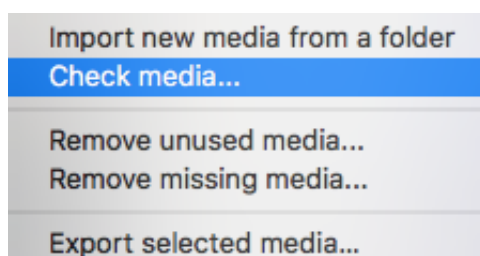 Import new media from a folder
Check media...
Remove unused media...
Remove missing media...
Export selected media...